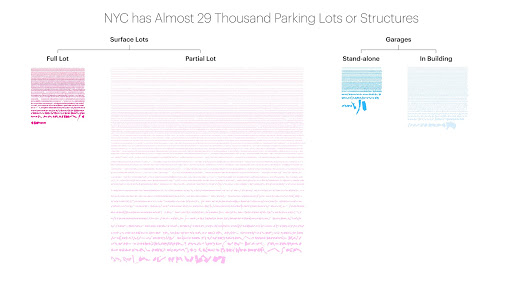 NYC has Almost 29 Thousand Parking Lots or Structures
Surface Lots
Garages
Full Lot
Partial Lot
Stand-alone
In Building